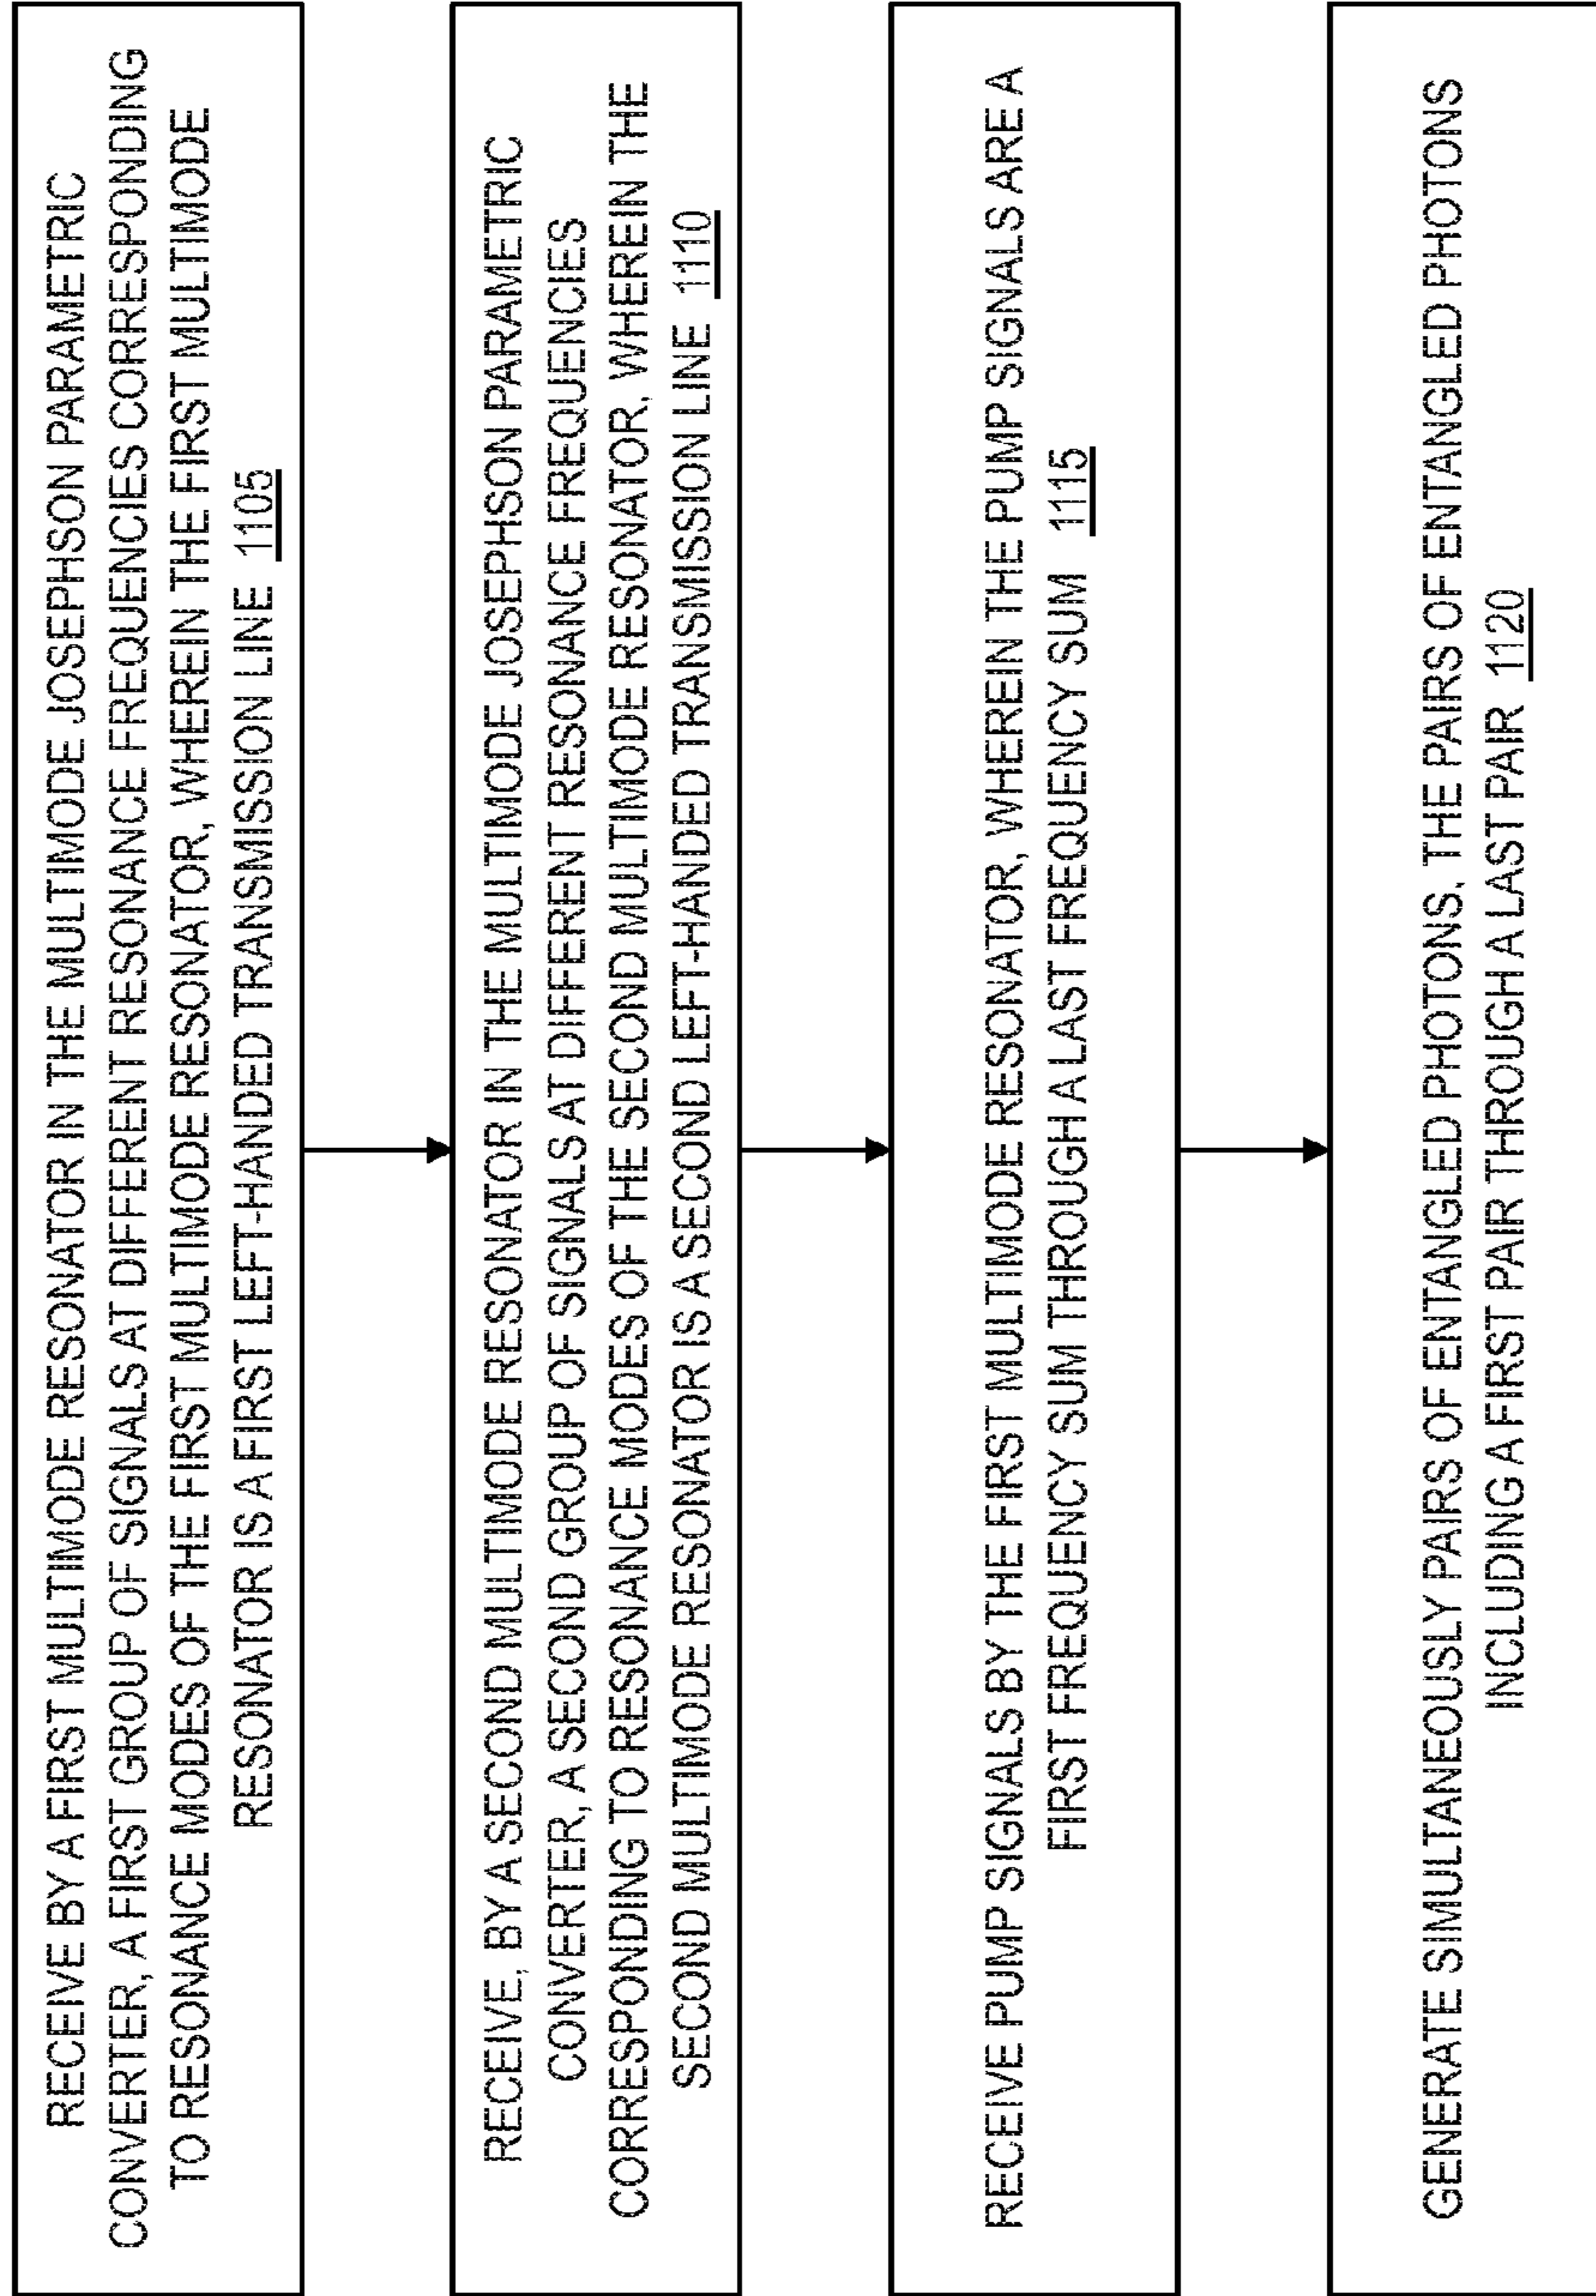 RECEIVE BY A FIRST MULTIMODE RESONATOR IN THE MULTIMODE JOSEPHSON PARAMETRIC
CONVERTER, A FIRST GROUP OF SIGNALS AT DIFFERENT RESONANCE FREQUENCIES CORRESPONDING
TO RESONANCE MODES OF THE FIRST MULTIMODE RESONATOR, WHEREIN THE FIRST MULTIMODE
RESONATOR IS A FIRST LEFT-HANDED TRANSMISSION LINE 1105
RECEIVE, BY A SECOND MULTIMODE RESONATOR IN THE MULTIMODE JOSEPHSON PARAMETRIC
CONVERTER, A SECOND GROUP OF SIGNALS AT DIFFERENT RESONANCE FREQUENCIES
CORRESPONDING TO RESONANCE MODES OF THE SECOND MULTIMODE RESONATOR, WHEREIN THE
SECOND MULTIMODE RESONATOR IS A SECOND LEFT-HANDED TRANSMISSION LINE 1110
RECEIVE PUMP SIGNALS BY THE FIRST MULTIMODE RESONATOR, WHEREIN THE PUMP SIGNALS ARE A
FIRST FREQUENCY SUM THROUGH A LAST FREQUENCY SUM 1115
GENERATE SIMULTANEOUSLY PAIRS OF ENTANGLED PHOTONS, THE PAIRS OF ENTANGLED PHOTONS
INCLUDING A FIRST PAIR THROUGH A LAST PAIR 1120